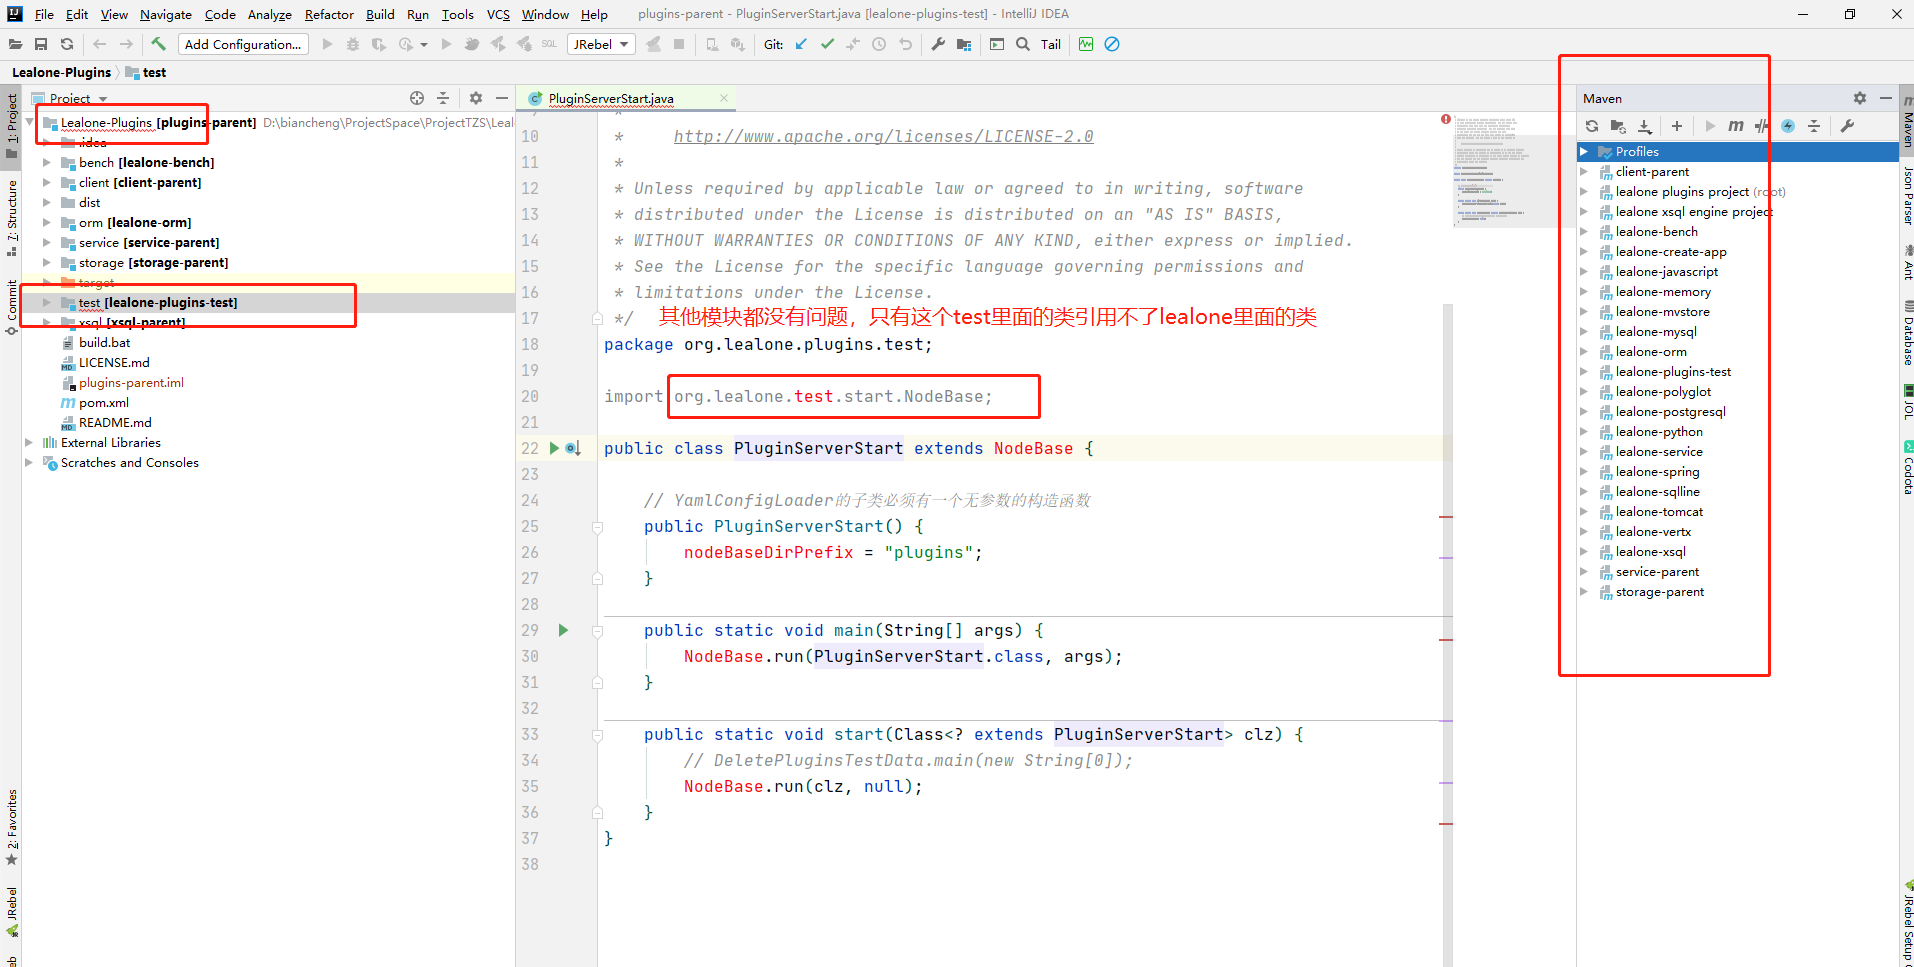 File Edit View Navigate Code Analyze Refactor Build Run Tools VCS Window Help plugins-parent - PluginServerStart.java [lealone-plugins-test] - IntelliJ IDEA
Add Configuration... SQL JRebel Git: Tail
Lealone-Plugins test
1: Project
7: Structure
Commit
2: Favorites
JRebel
eb
Project
Lealone-Plugins [plugins-parent] D:\biancheng\ProjectSpace\ProjectTZS\Leal
.idea
bench [lealone-bench]
client [client-parent]
dist
orm [lealone-orm]
service [service-parent]
storage [storage-parent]
target
test [lealone-plugins-test]
xsql [xsql-parent]
build.bat
LICENSE.md
plugins-parent.iml
pom.xml
README.md
External Libraries
Scratches and Consoles
PluginServerStart.java
9 *
10 * http://www.apache.org/licenses/LICENSE-2.0
11 *
12 * Unless required by applicable law or agreed to in writing, software
13 * distributed under the License is distributed on an "AS IS" BASIS,
14 * WITHOUT WARRANTIES OR CONDITIONS OF ANY KIND, either express or implied.
15 * See the License for the specific language governing permissions and
16 * limitations under the License.
17 */ 其他模块都没有问题，只有这个test里面的类引用不了lealone里面的类
18 package org.lealone.plugins.test;
19
20 import org.lealone.test.start.NodeBase;
21
22 public class PluginServerStart extends NodeBase {
23
24 // YamlConfigLoader的子类必须有一个无参数的构造函数
25 public PluginServerStart() {
26 nodeBaseDirPrefix = "plugins";
27 }
28
29 public static void main(String[] args) {
30 NodeBase.run(PluginServerStart.class, args);
31 }
32
33 public static void start(Class<? extends PluginServerStart> clz) {
34 // DeletePluginsTestData.main(new String[0]);
35 NodeBase.run(clz, null);
36 }
37 }
38
Maven
Profiles
client-parent
lealone plugins project (root)
lealone xsql engine project
lealone-bench
lealone-create-app
lealone-javascript
lealone-memory
lealone-mvstore
lealone-mysql
lealone-orm
lealone-plugins-test
lealone-polyglot
lealone-postgresql
lealone-python
lealone-service
lealone-spring
lealone-sqlline
lealone-tomcat
lealone-vertx
lealone-xsql
service-parent
storage-parent
Maven
Json Parser
Ant
Database
JOL
Codota
JRebel Setup